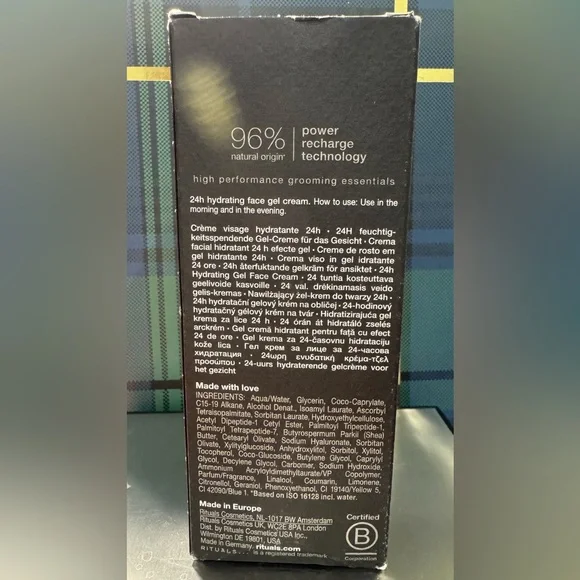 96%
natural origin*
power
recharge
technology
high performance grooming essentials
24h hydrating face gel cream. How to use: Use in the
morning and in the evening.
Crème visage hydratante 24h • 24H feuchtig-
keitsspendende Gel-Creme für das Gesicht • Crema
facial hidratant 24 h efecte gel • Creme de rosto em
gel hidratante 24h • Crema viso in gel idratante
24 ore • 24h återfuktande gelkräm för ansiktet • 24h
Hydrating Gel Face Cream • 24 tuntia kosteuttava
geelivoide kasvoille • 24 val. drėkinamasis veido
gelis-kremas • Nawilżający żel-krem do twarzy 24h •
24h hydratační gelový krém na obličej • 24-hodinový
hydratačný gélový krém na tvár • Hidratizirajuća gel
krema za lice 24 h • 24 órán át hidratáló zselés
arckrém • Gel cremă hidratant pentru față cu efect
24 de ore • Gel krema za 24-časovnu hidrataciju
kože lica • Гел крем за лице за 24-часова
хидратация • 24ωρη ενυδατική κρέμα-τζελ
προσώπου • 24-uurs hydraterende gelcrème voor
het gezicht
Made with love
INGREDIENTS: Aqua/Water, Glycerin, Coco-Caprylate,
C15-19 Alkane, Alcohol Denat., Isoamyl Laurate, Ascorbyl
Tetraisopalmitate, Sorbitan Laurate, Hydroxyethylcellulose,
Acetyl Dipeptide-1 Cetyl Ester, Palmitoyl Tripeptide-1,
Palmitoyl Tetrapeptide-7, Butyrospermum Parkii (Shea)
Butter, Cetearyl Olivate, Sodium Hyaluronate, Sorbitan
Olivate, Xylitylglucoside, Anhydroxylitol, Sorbitol, Xylitol,
Tocopherol, Coco-Glucoside, Butylene Glycol, Caprylyl
Glycol, Decylene Glycol, Carbomer, Sodium Hydroxide,
Ammonium Acryloyldimethyltaurate/VP Copolymer,
Parfum/Fragrance, Linalool, Coumarin, Limonene,
Citronellol, Geraniol, Phenoxyethanol, CI 19140/Yellow 5,
CI 42090/Blue 1. *Based on ISO 16128 incl. water.
Made in Europe
Rituals Cosmetics, NL-1017 BW Amsterdam
Rituals Cosmetics UK, WC2E 8PA London
Dist. by Rituals Cosmetics USA Inc.,
Wilmington DE 19801, USA
Made in Germany. rituals.com
RITUALS... is a registered trademark
Certified
B
Corporation